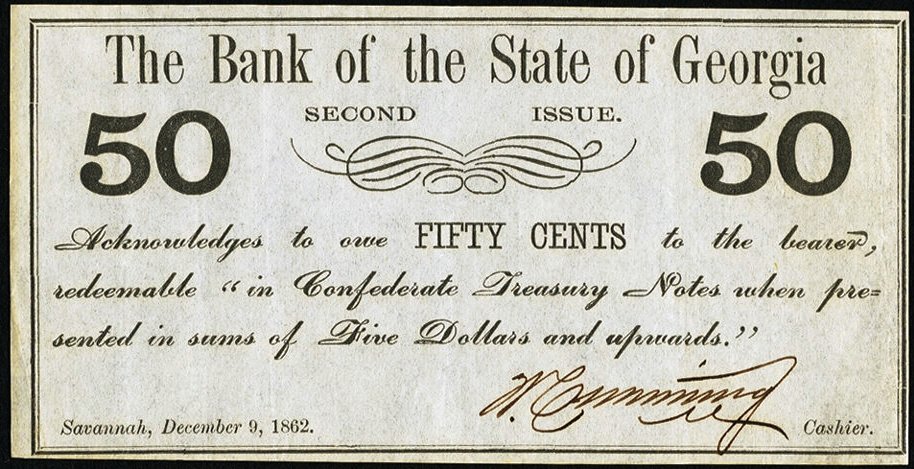 The Bank of the State of Georgia
50 SECOND ISSUE. 50
Acknowledges to owe FIFTY CENTS to the bearer,
redeemable “in Confederate Treasury Notes when pre=
sented in sums of Five Dollars and upwards.”
W. Cumming
Savannah, December 9, 1862. Cashier.